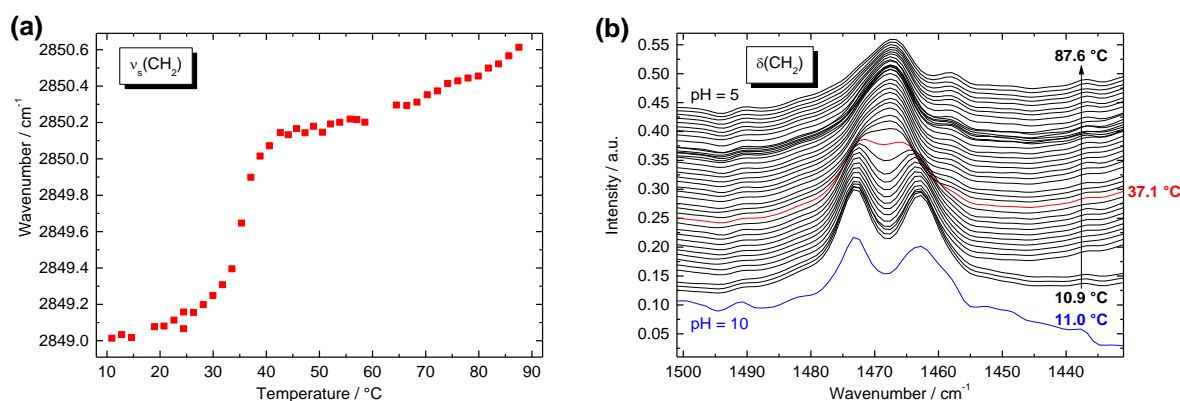 (a)
νs(CH2)
2850.6
2850.4
2850.2
2850.0
2849.8
2849.6
2849.4
2849.2
2849.0
Wavenumber / cm-1
10 20 30 40 50 60 70 80 90
Temperature / °C
(b)
δ(CH2)
87.6 °C
pH = 5
37.1 °C
10.9 °C
pH = 10
11.0 °C
0.55
0.50
0.45
0.40
0.35
0.30
0.25
0.20
0.15
0.10
0.05
Intensity / a.u.
1500 1490 1480 1470 1460 1450 1440
Wavenumber / cm-1